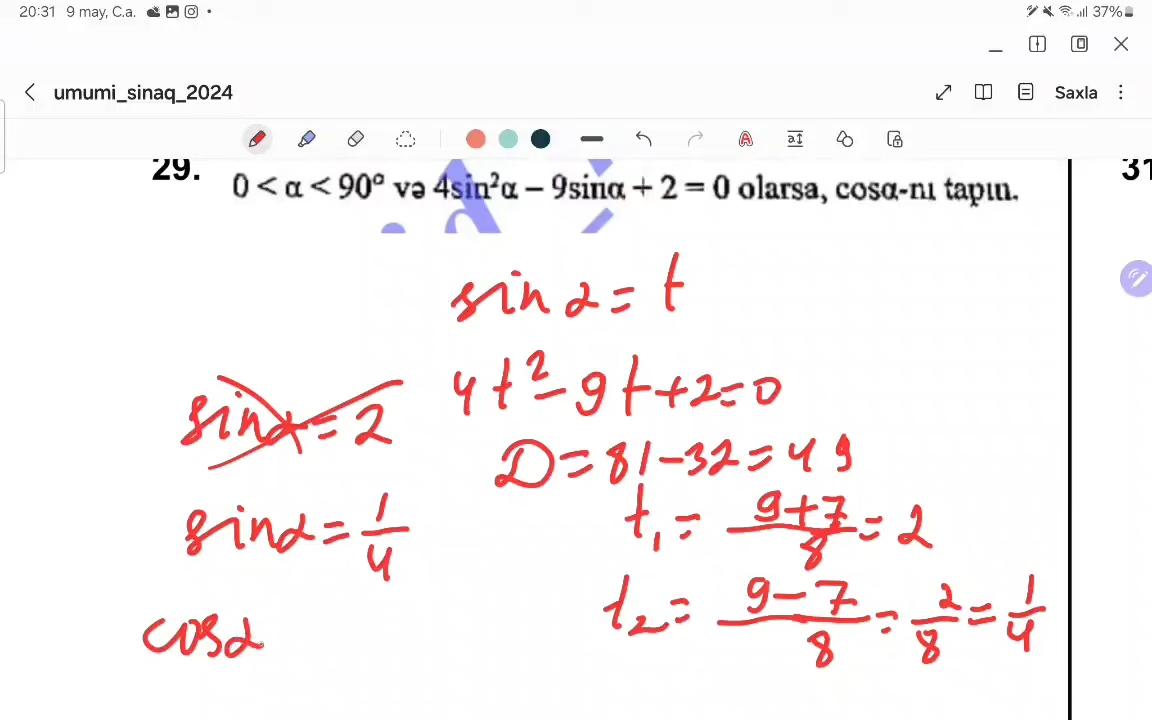 20:31 9 may, C.a. 37%
umumi_sinaq_2024 Saxla
29. 0 < α < 90° və 4sin²α – 9sinα + 2 = 0 olarsa, cosα-nı tapın.
31
sin α = t
4t² - 9t + 2 = 0
sinα = 2
D = 81 - 32 = 49
sinα = 1/4
t₁ = (9+7)/8 = 2
t₂ = (9-7)/8 = 2/8 = 1/4
cosα